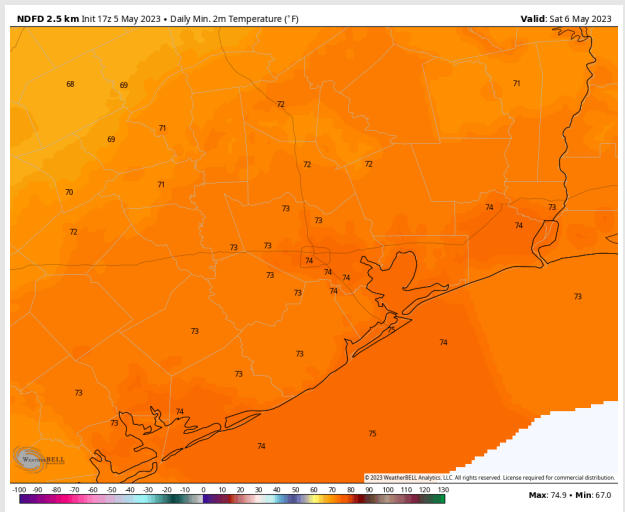 NDFD 2.5 km Init 17z 5 May 2023 • Daily Min. 2m Temperature (°F) Valid: Sat 6 May 2023
68 69 71
72
71
69
72 72
71
70
73 74 73
73 74
72
73 73
74
73 74 74
73 74 73
73 75
74
73
73
73
74
73
75
74
WEATHERBELL
© 2023 WeatherBELL Analytics, LLC. All rights reserved. License required for commercial distribution.
-100 -90 -80 -70 -60 -50 -40 -30 -20 -10 0 10 20 30 40 50 60 70 80 90 100 110 120 130
Max: 74.9 • Min: 67.0